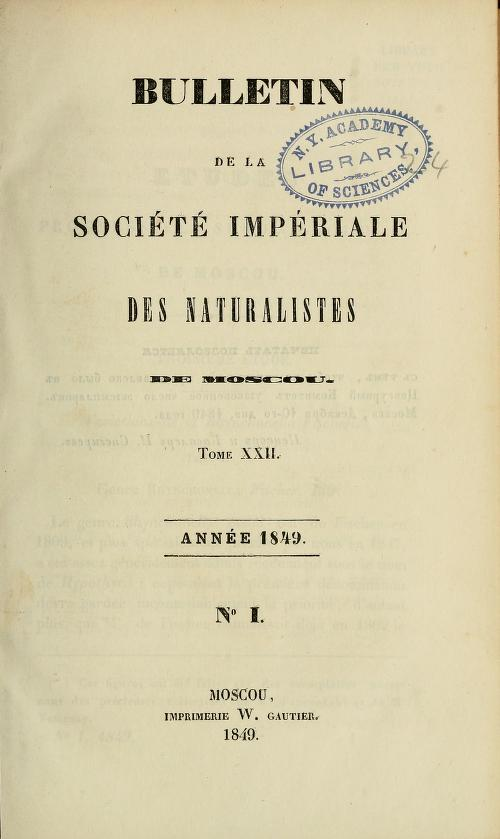 BULLETIN
DE LA
SOCIÉTÉ IMPÉRIALE
DES NATURALISTES
DE MOSCOU.
TOME XXII.
ANNÉE 1849.
Nº I.
MOSCOU,
IMPRIMERIE W. GAUTIER.
1849.
N.Y. ACADEMY
LIBRARY,
OF SCIENCES